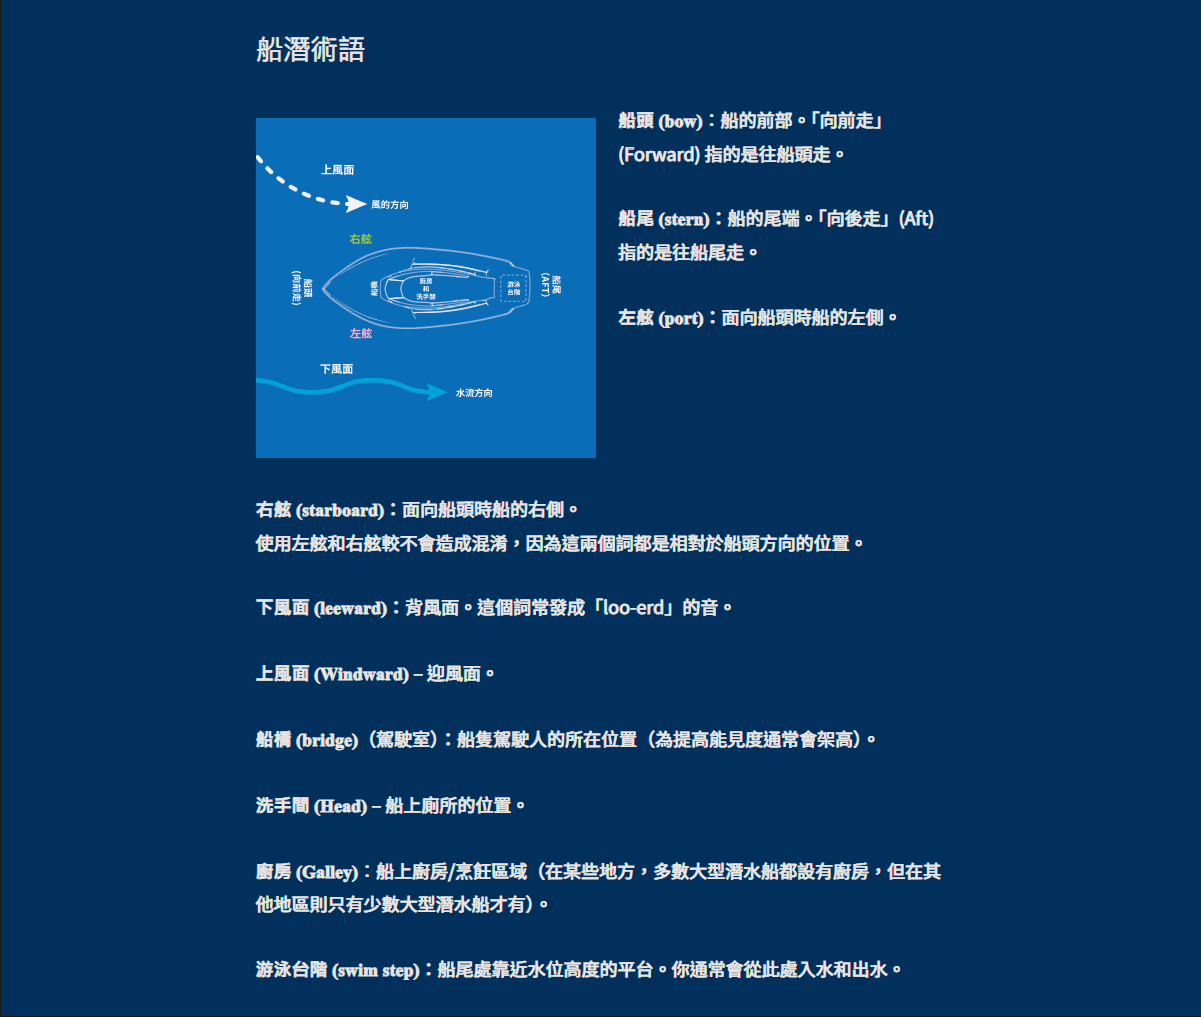 船潛術語
上風面
風的方向
右舷
船頭
(向前走)
船橋
廚房
和
洗手間
游泳
台階
船尾
(AFT)
左舷
下風面
水流方向
船頭 (bow)：船的前部。「向前走」
(Forward) 指的是往船頭走。
船尾 (stern)：船的尾端。「向後走」(Aft)
指的是往船尾走。
左舷 (port)：面向船頭時船的左側。
右舷 (starboard)：面向船頭時船的右側。
使用左舷和右舷較不會造成混淆，因為這兩個詞都是相對於船頭方向的位置。
下風面 (leeward)：背風面。這個詞常發成「loo-erd」的音。
上風面 (Windward) – 迎風面。
船橋 (bridge)（駕駛室）：船隻駕駛人的所在位置（為提高能見度通常會架高）。
洗手間 (Head) – 船上廁所的位置。
廚房 (Galley)：船上廚房/烹飪區域（在某些地方，多數大型潛水船都設有廚房，但在其
他地區則只有少數大型潛水船才有）。
游泳台階 (swim step)：船尾處靠近水位高度的平台。你通常會從此處入水和出水。